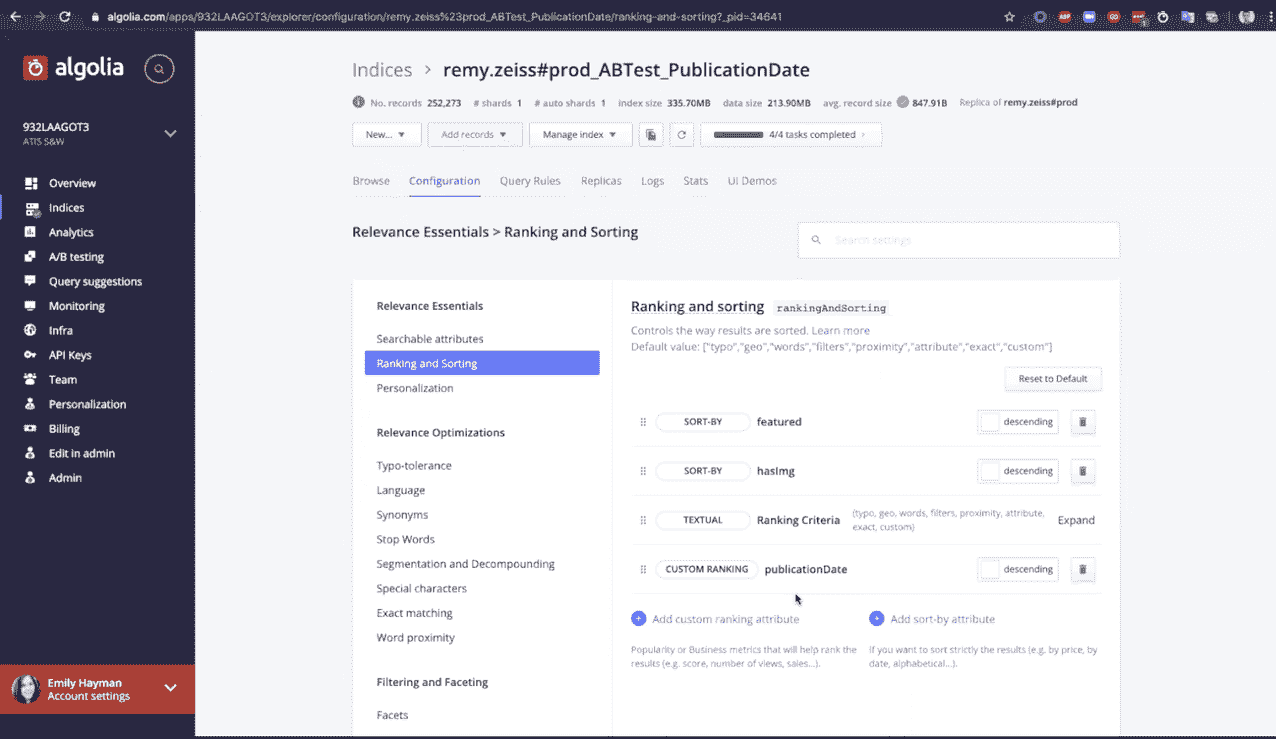 algolia.com/apps/932LAAGOT3/explorer/configuration/remy.zeiss%23prod_ABTest_PublicationDate/ranking-and-sorting?_pid=34641
algolia
932LAAGOT3
ATIS S&W
Overview
Indices
Analytics
A/B testing
Query suggestions
Monitoring
Infra
API Keys
Team
Personalization
Billing
Edit in admin
Admin
Emily Hayman
Account settings
Indices > remy.zeiss#prod_ABTest_PublicationDate
No. records 252,273 # shards 1 # auto shards 1 index size 335.70MB data size 213.90MB avg. record size 847.91B Replica of remy.zeiss#prod
New... Add records Manage index 4/4 tasks completed >
Browse Configuration Query Rules Replicas Logs Stats UI Demos
Relevance Essentials > Ranking and Sorting
Search settings
Relevance Essentials
Searchable attributes
Ranking and Sorting
Personalization
Relevance Optimizations
Typo-tolerance
Language
Synonyms
Stop Words
Segmentation and Decompounding
Special characters
Exact matching
Word proximity
Filtering and Faceting
Facets
Ranking and sorting rankingAndSorting
Controls the way results are sorted. Learn more
Default value: ["typo","geo","words","filters","proximity","attribute","exact","custom"]
Reset to Default
SORT-BY featured descending
SORT-BY hasImg descending
TEXTUAL Ranking Criteria (typo, geo, words, filters, proximity, attribute,
exact, custom) Expand
CUSTOM RANKING publicationDate descending
Add custom ranking attribute
Popularity or Business metrics that will help rank the
results (e.g. score, number of views, sales...).
Add sort-by attribute
If you want to sort strictly the results (e.g. by price, by
date, alphabetical...).